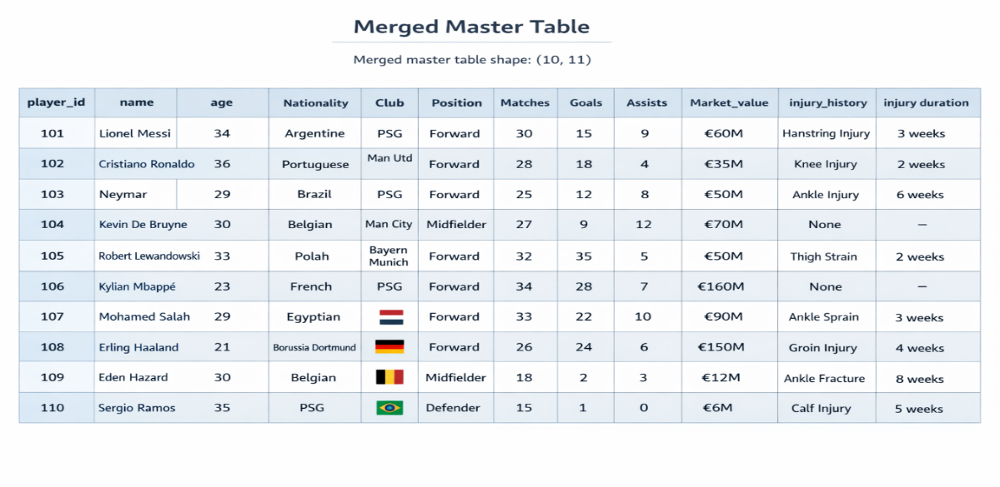 Merged Master Table
Merged master table shape: (10, 11)
player_id name age Nationality Club Position Matches Goals Assists Market_value injury_history injury duration
101 Lionel Messi 34 Argentine PSG Forward 30 15 9 €60M Hanstring Injury 3 weeks
102 Cristiano Ronaldo 36 Portuguese Man Utd Forward 28 18 4 €35M Knee Injury 2 weeks
103 Neymar 29 Brazil PSG Forward 25 12 8 €50M Ankle Injury 6 weeks
104 Kevin De Bruyne 30 Belgian Man City Midfielder 27 9 12 €70M None –
105 Robert Lewandowski 33 Polah Bayern Munich Forward 32 35 5 €50M Thigh Strain 2 weeks
106 Kylian Mbappé 23 French PSG Forward 34 28 7 €160M None –
107 Mohamed Salah 29 Egyptian Forward 33 22 10 €90M Ankle Sprain 3 weeks
108 Erling Haaland 21 Borussia Dortmund Forward 26 24 6 €150M Groin Injury 4 weeks
109 Eden Hazard 30 Belgian Midfielder 18 2 3 €12M Ankle Fracture 8 weeks
110 Sergio Ramos 35 PSG Defender 15 1 0 €6M Calf Injury 5 weeks